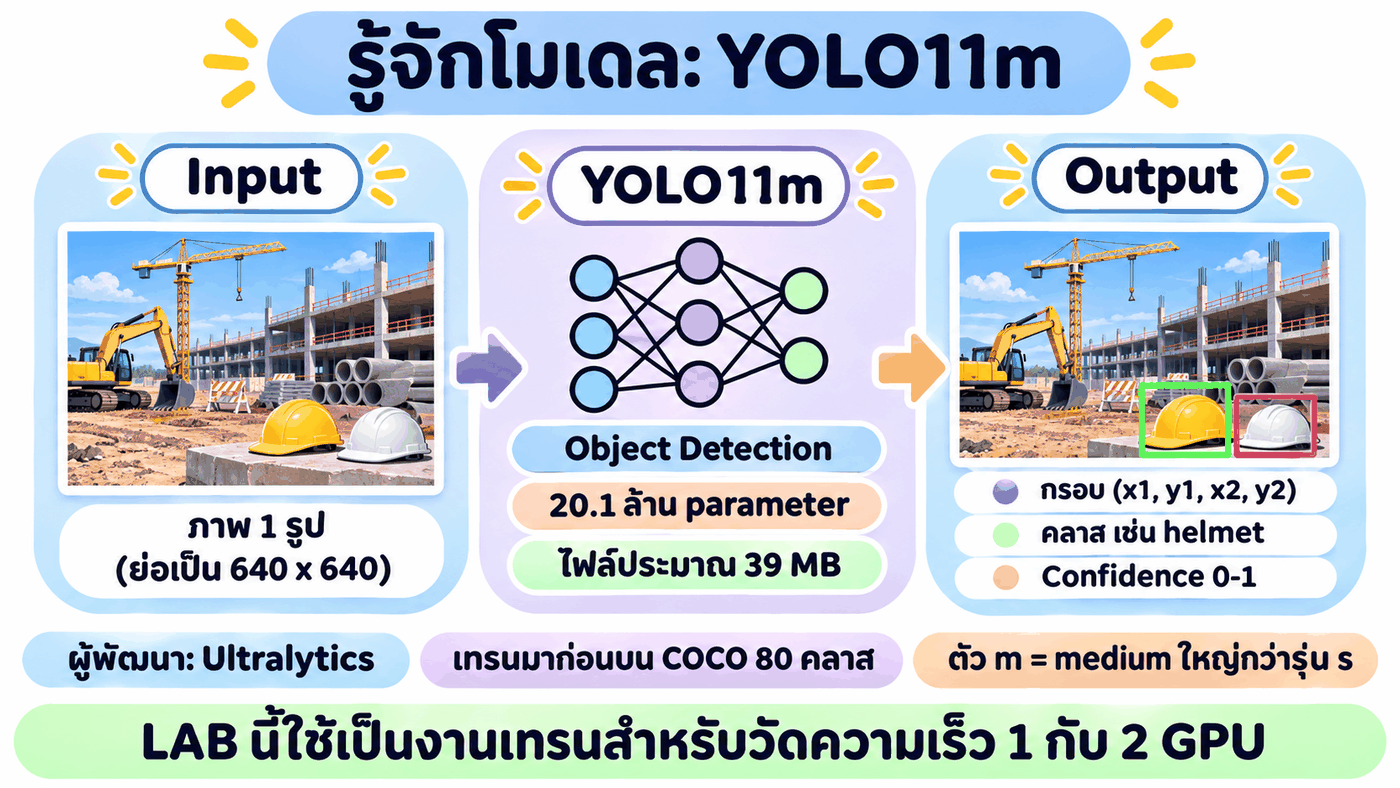 รู้จักโมเดล: YOLO11m
Input
ภาพ 1 รูป
(ย่อเป็น 640 x 640)
YOLO11m
Object Detection
20.1 ล้าน parameter
ไฟล์ประมาณ 39 MB
Output
กรอบ (x1, y1, x2, y2)
คลาส เช่น helmet
Confidence 0-1
ผู้พัฒนา: Ultralytics
เทรนมาก่อนบน COCO 80 คลาส
ตัว m = medium ใหญ่กว่ารุ่น s
LAB นี้ใช้เป็นงานเทรนสำหรับวัดความเร็ว 1 กับ 2 GPU